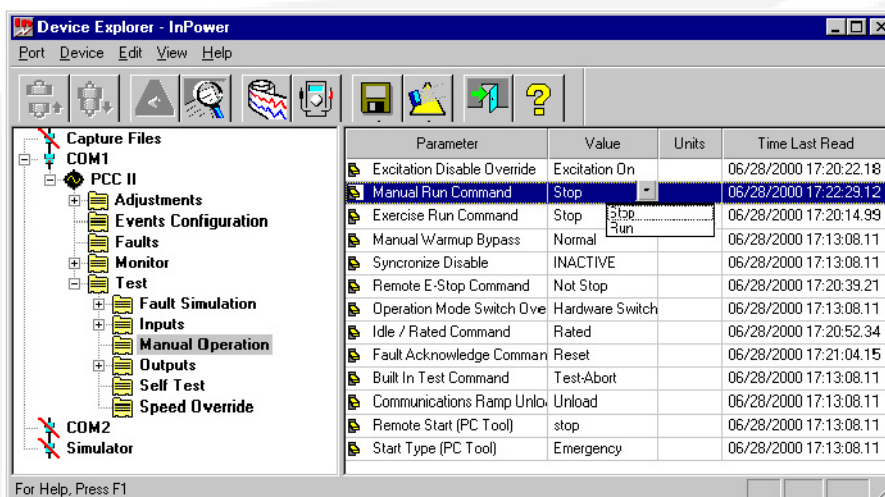 Device Explorer - InPower
Port Device Edit View Help
Capture Files
COM1
PCC II
Adjustments
Events Configuration
Faults
Monitor
Test
Fault Simulation
Inputs
Manual Operation
Outputs
Self Test
Speed Override
COM2
Simulator
Parameter Value Units Time Last Read
Excitation Disable Override Excitation On 06/28/2000 17:20:22.18
Manual Run Command Stop 06/28/2000 17:22:29.12
Exercise Run Command Stop 06/28/2000 17:20:14.99
Stop
Run
Manual Warmup Bypass Normal 06/28/2000 17:13:08.11
Syncronize Disable INACTIVE 06/28/2000 17:13:08.11
Remote E-Stop Command Not Stop 06/28/2000 17:20:39.21
Operation Mode Switch Ove Hardware Switch 06/28/2000 17:13:08.11
Idle / Rated Command Rated 06/28/2000 17:20:52.34
Fault Acknowledge Comman Reset 06/28/2000 17:21:04.15
Built In Test Command Test-Abort 06/28/2000 17:13:08.11
Communications Ramp Unlo Unload 06/28/2000 17:13:08.11
Remote Start (PC Tool) stop 06/28/2000 17:13:08.11
Start Type (PC Tool) Emergency 06/28/2000 17:13:08.11
For Help, Press F1